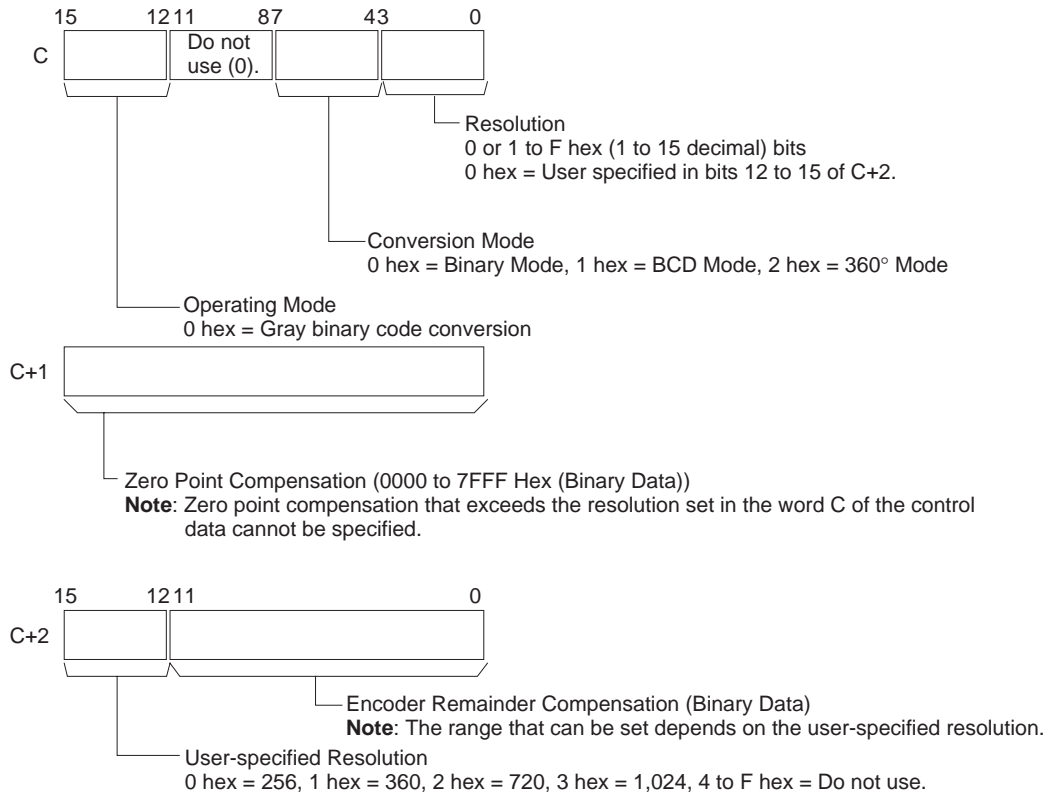 15 12 11 87 43 0
C
Do not
use (0).
Resolution
0 or 1 to F hex (1 to 15 decimal) bits
0 hex = User specified in bits 12 to 15 of C+2.
Conversion Mode
0 hex = Binary Mode, 1 hex = BCD Mode, 2 hex = 360° Mode
Operating Mode
0 hex = Gray binary code conversion
C+1
Zero Point Compensation (0000 to 7FFF Hex (Binary Data))
Note: Zero point compensation that exceeds the resolution set in the word C of the control
data cannot be specified.
15 12 11 0
C+2
Encoder Remainder Compensation (Binary Data)
Note: The range that can be set depends on the user-specified resolution.
User-specified Resolution
0 hex = 256, 1 hex = 360, 2 hex = 720, 3 hex = 1,024, 4 to F hex = Do not use.